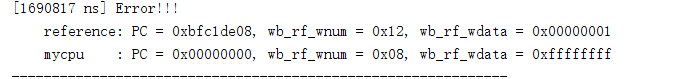 [1690817 ns] Error!!!
reference: PC = 0xbfc1de08, wb_rf_wnum = 0x12, wb_rf_wdata = 0x00000001
mycpu    : PC = 0x00000000, wb_rf_wnum = 0x08, wb_rf_wdata = 0xffffffff
--------------------------------------------------------------